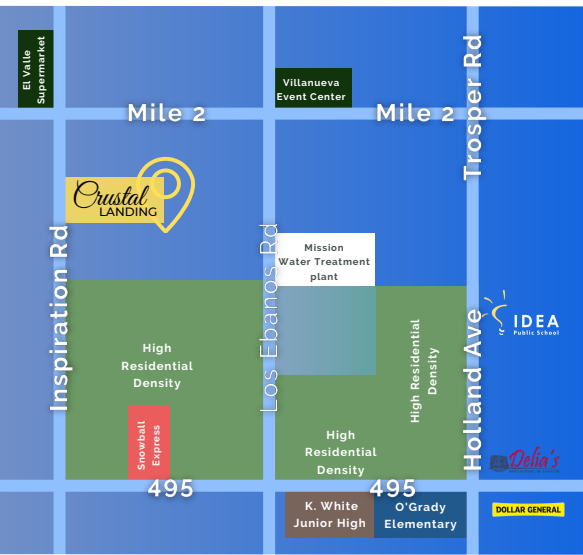 El Valle
Supermarket
Villanueva
Event Center
Trosper Rd
Mile 2
Mile 2
Crustal
LANDING
Inspiration Rd
Los Ebanos Rd
Mission
Water Treatment
plant
IDEA
Public School
High
Residential
Density
High Residential
Density
Holland Ave
Snowball
Express
High
Residential
Density
Delia's
495
495
K. White
Junior High
O'Grady
Elementary
DOLLAR GENERAL